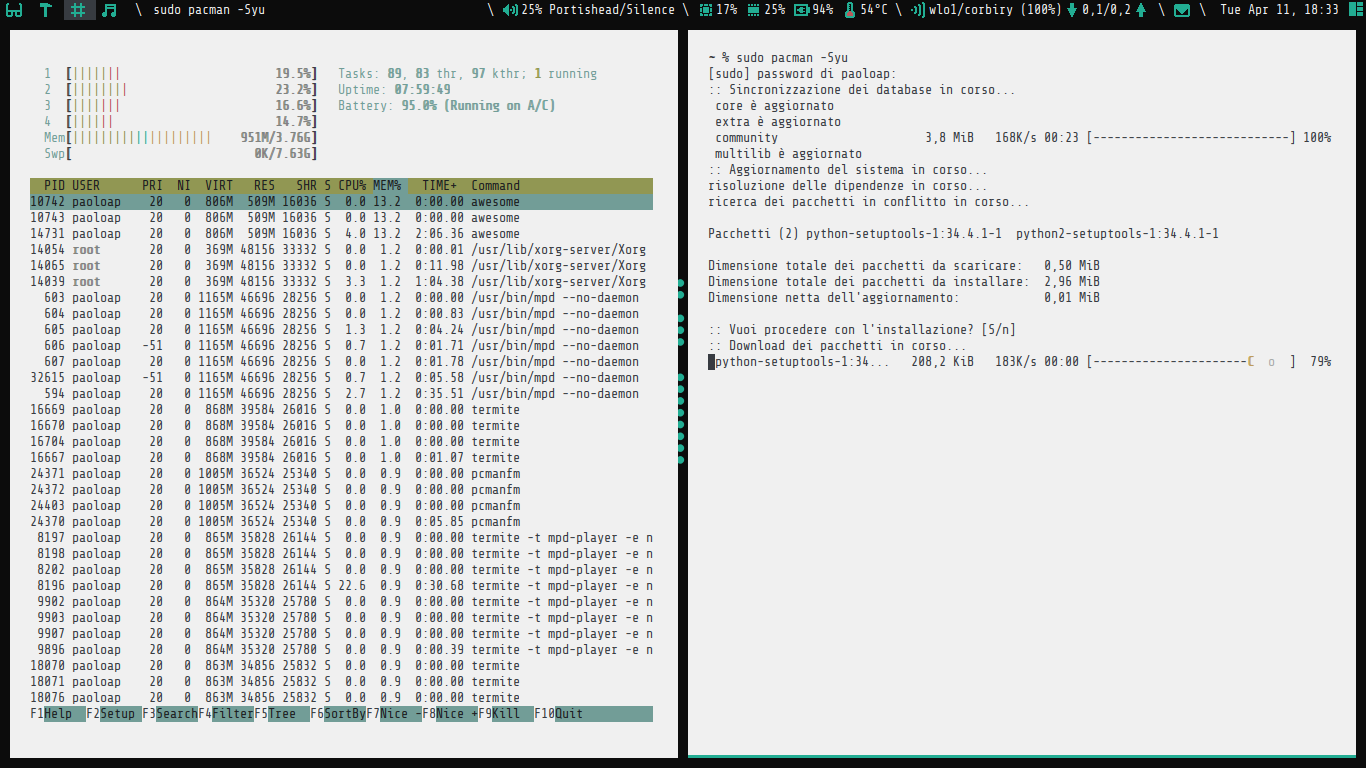 \ sudo pacman -Syu \ 25% Portishead/Silence \ 17% 25% 94% 54°C \ wlo1/corbiry (100%) 0,1/0,2 \ \ Tue Apr 11, 18:33
1 [||||||| 19.5%] Tasks: 89, 83 thr, 97 kthr; 1 running
2 [|||||||| 23.2%] Uptime: 07:59:49
3 [||||||| 16.6%] Battery: 95.0% (Running on A/C)
4 [|||||| 14.7%]
Mem[|||||||||||||||||||| 951M/3.76G]
Swp[ 0K/7.63G]
PID USER PRI NI VIRT RES SHR S CPU% MEM% TIME+ Command
10742 paoloap 20 0 806M 509M 16036 S 0.0 13.2 0:00.00 awesome
10743 paoloap 20 0 806M 509M 16036 S 0.0 13.2 0:00.00 awesome
14731 paoloap 20 0 806M 509M 16036 S 4.0 13.2 2:06.36 awesome
14054 root 20 0 369M 48156 33332 S 0.0 1.2 0:00.01 /usr/lib/xorg-server/Xorg
14065 root 20 0 369M 48156 33332 S 0.0 1.2 0:11.98 /usr/lib/xorg-server/Xorg
14039 root 20 0 369M 48156 33332 S 3.3 1.2 1:04.38 /usr/lib/xorg-server/Xorg
603 paoloap 20 0 1165M 46696 28256 S 0.0 1.2 0:00.00 /usr/bin/mpd --no-daemon
604 paoloap 20 0 1165M 46696 28256 S 0.0 1.2 0:00.83 /usr/bin/mpd --no-daemon
605 paoloap 20 0 1165M 46696 28256 S 1.3 1.2 0:04.24 /usr/bin/mpd --no-daemon
606 paoloap -51 0 1165M 46696 28256 S 0.7 1.2 0:01.71 /usr/bin/mpd --no-daemon
607 paoloap 20 0 1165M 46696 28256 S 0.0 1.2 0:01.78 /usr/bin/mpd --no-daemon
32615 paoloap -51 0 1165M 46696 28256 S 0.7 1.2 0:05.58 /usr/bin/mpd --no-daemon
594 paoloap 20 0 1165M 46696 28256 S 2.7 1.2 0:35.51 /usr/bin/mpd --no-daemon
16669 paoloap 20 0 868M 39584 26016 S 0.0 1.0 0:00.00 termite
16670 paoloap 20 0 868M 39584 26016 S 0.0 1.0 0:00.00 termite
16704 paoloap 20 0 868M 39584 26016 S 0.0 1.0 0:00.00 termite
16667 paoloap 20 0 868M 39584 26016 S 0.0 1.0 0:01.07 termite
24371 paoloap 20 0 1005M 36524 25340 S 0.0 0.9 0:00.00 pcmanfm
24372 paoloap 20 0 1005M 36524 25340 S 0.0 0.9 0:00.00 pcmanfm
24403 paoloap 20 0 1005M 36524 25340 S 0.0 0.9 0:00.00 pcmanfm
24370 paoloap 20 0 1005M 36524 25340 S 0.0 0.9 0:05.85 pcmanfm
8197 paoloap 20 0 865M 35828 26144 S 0.0 0.9 0:00.00 termite -t mpd-player -e n
8198 paoloap 20 0 865M 35828 26144 S 0.0 0.9 0:00.00 termite -t mpd-player -e n
8202 paoloap 20 0 865M 35828 26144 S 0.0 0.9 0:00.00 termite -t mpd-player -e n
8196 paoloap 20 0 865M 35828 26144 S 22.6 0.9 0:30.68 termite -t mpd-player -e n
9902 paoloap 20 0 864M 35320 25780 S 0.0 0.9 0:00.00 termite -t mpd-player -e n
9903 paoloap 20 0 864M 35320 25780 S 0.0 0.9 0:00.00 termite -t mpd-player -e n
9907 paoloap 20 0 864M 35320 25780 S 0.0 0.9 0:00.00 termite -t mpd-player -e n
9896 paoloap 20 0 864M 35320 25780 S 0.0 0.9 0:00.39 termite -t mpd-player -e n
18070 paoloap 20 0 863M 34856 25832 S 0.0 0.9 0:00.00 termite
18071 paoloap 20 0 863M 34856 25832 S 0.0 0.9 0:00.00 termite
18076 paoloap 20 0 863M 34856 25832 S 0.0 0.9 0:00.00 termite
F1Help F2Setup F3SearchF4FilterF5Tree F6SortByF7Nice -F8Nice +F9Kill F10Quit
~ % sudo pacman -Syu
[sudo] password di paoloap:
:: Sincronizzazione dei database in corso...
core è aggiornato
extra è aggiornato
community 3,8 MiB 168K/s 00:23 [----------------------------] 100%
multilib è aggiornato
:: Aggiornamento del sistema in corso...
risoluzione delle dipendenze in corso...
ricerca dei pacchetti in conflitto in corso...
Pacchetti (2) python-setuptools-1:34.4.1-1 python2-setuptools-1:34.4.1-1
Dimensione totale dei pacchetti da scaricare: 0,50 MiB
Dimensione totale dei pacchetti da installare: 2,96 MiB
Dimensione netta dell'aggiornamento: 0,01 MiB
:: Vuoi procedere con l'installazione? [S/n]
:: Download dei pacchetti in corso...
python-setuptools-1:34... 208,2 KiB 183K/s 00:00 [----------------------C o ] 79%